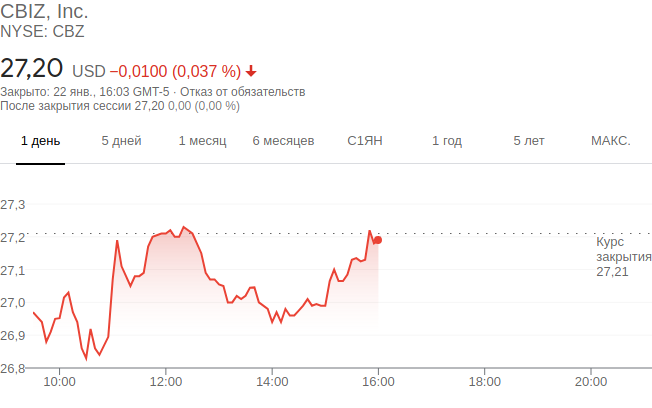 CBIZ, Inc.
NYSE: CBZ
27,20 USD −0,0100 (0,037 %)
Закрыто: 22 янв., 16:03 GMT-5 · Отказ от обязательств
После закрытия сессии 27,20 0,00 (0,00 %)
1 день 5 дней 1 месяц 6 месяцев С1ЯН 1 год 5 лет МАКС.
27,3
27,2
Курс
закрытия
27,21
27,1
27,0
26,9
26,8
10:00 12:00 14:00 16:00 18:00 20:00